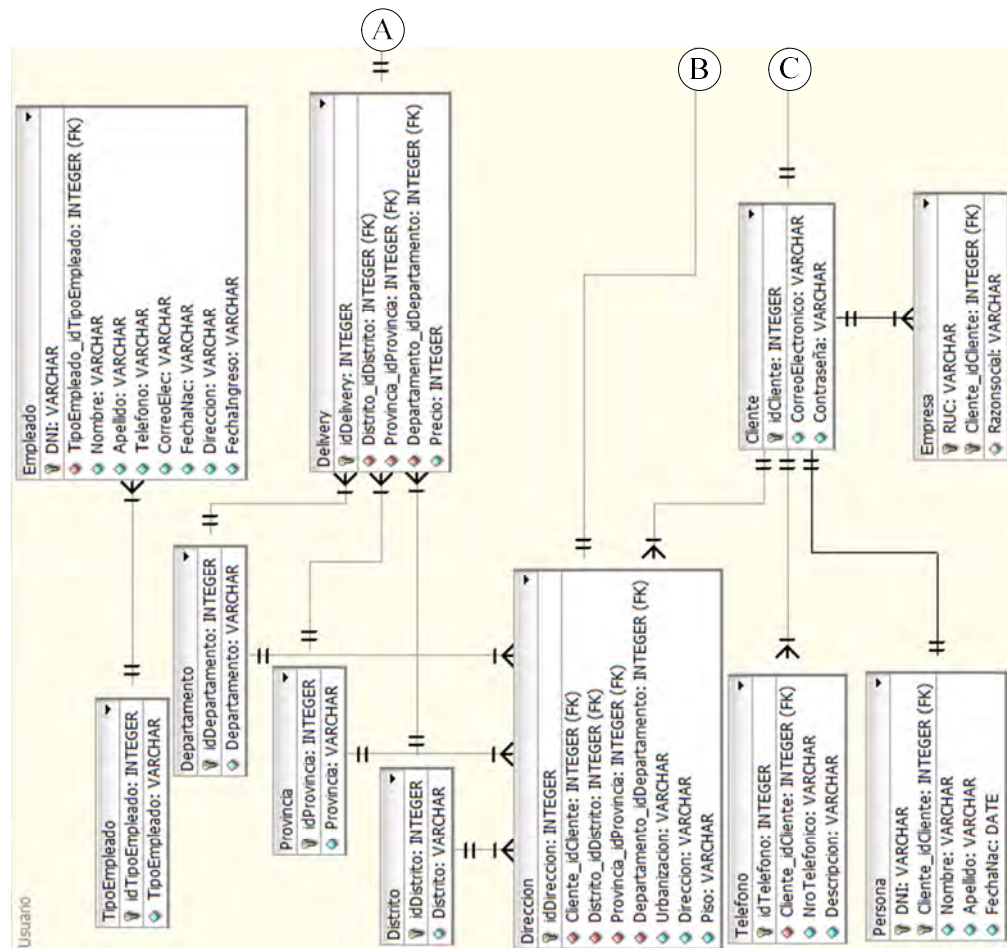 Usuario
TipoEmpleado
idTipoEmpleado: INTEGER
TipoEmpleado: VARCHAR
Empleado
DNI: VARCHAR
TipoEmpleado_idTipoEmpleado: INTEGER (FK)
Nombre: VARCHAR
Apellido: VARCHAR
Telefono: VARCHAR
CorreoElec: VARCHAR
FechaNac: VARCHAR
Direccion: VARCHAR
FechaIngreso: VARCHAR
Departamento
idDepartamento: INTEGER
Departamento: VARCHAR
Provincia
idProvincia: INTEGER
Provincia: VARCHAR
Distrito
idDistrito: INTEGER
Distrito: VARCHAR
Delivery
idDelivery: INTEGER
Distrito_idDistrito: INTEGER (FK)
Provincia_idProvincia: INTEGER (FK)
Departamento_idDepartamento: INTEGER (FK)
Precio: INTEGER
A
Direccion
idDireccion: INTEGER
Cliente_idCliente: INTEGER (FK)
Distrito_idDistrito: INTEGER (FK)
Provincia_idProvincia: INTEGER (FK)
Departamento_idDepartamento: INTEGER (FK)
Urbanizacion: VARCHAR
Direccion: VARCHAR
Piso: VARCHAR
B
Telefono
idTelefono: INTEGER
Cliente_idCliente: INTEGER (FK)
NroTelefonico: VARCHAR
Descripcion: VARCHAR
Cliente
idCliente: INTEGER
CorreoElectronico: VARCHAR
Contraseña: VARCHAR
C
Persona
DNI: VARCHAR
Cliente_idCliente: INTEGER (FK)
Nombre: VARCHAR
Apellido: VARCHAR
FechaNac: DATE
Empresa
RUC: VARCHAR
Cliente_idCliente: INTEGER (FK)
Razonsocial: VARCHAR